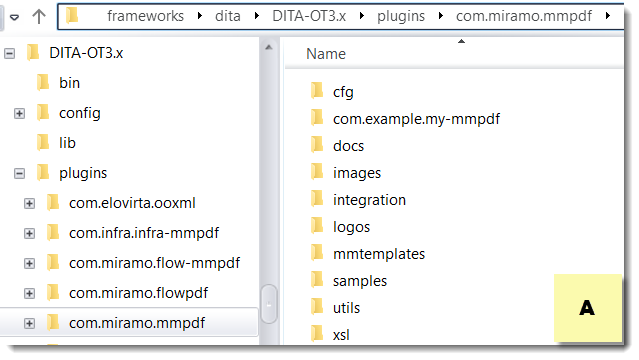 frameworks dita DITA-OT3.x plugins com.miramo.mmpdf
DITA-OT3.x
bin
config
lib
plugins
com.elovirta.ooxml
com.infra.infra-mmpdf
com.miramo.flow-mmpdf
com.miramo.flowpdf
com.miramo.mmpdf
Name
cfg
com.example.my-mmpdf
docs
images
integration
logos
mmtemplates
samples
utils
xsl
A